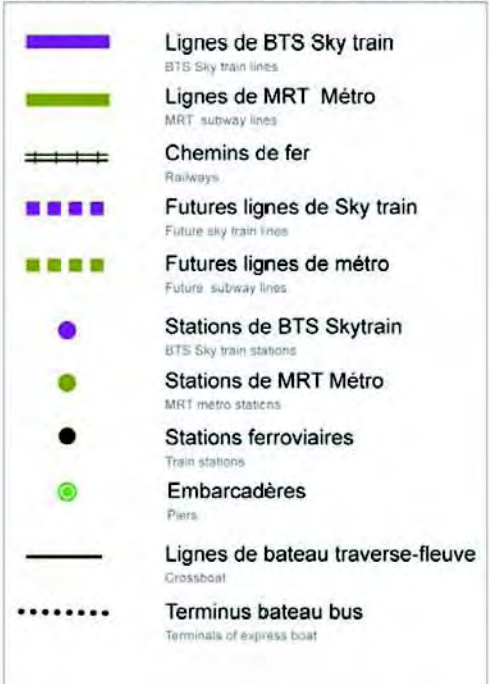 Lignes de BTS Sky train
BTS Sky train lines
Lignes de MRT Métro
MRT subway lines
Chemins de fer
Railways
Futures lignes de Sky train
Future sky train lines
Futures lignes de métro
Future subway lines
Stations de BTS Skytrain
BTS Sky train stations
Stations de MRT Métro
MRT métro stations
Stations ferroviaires
Train stations
Embarcadères
Piers
Lignes de bateau traverse-fleuve
Crossboat
Terminus bateau bus
Terminals of express boat